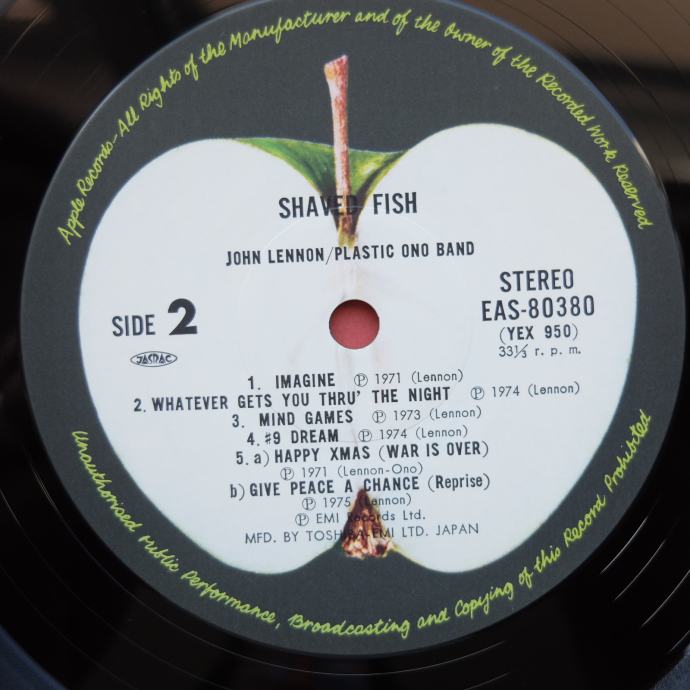 Apple Records-All Rights of the Manufacturer and of the Owner of the Recorded Work Reserved
SHAVED FISH
JOHN LENNON/PLASTIC ONO BAND
STEREO
EAS-80380
(YEX 950)
33⅓ r. p. m.
SIDE 2
JASRAC
1. IMAGINE ℗ 1971 (Lennon)
2. WHATEVER GETS YOU THRU' THE NIGHT ℗ 1974 (Lennon)
3. MIND GAMES ℗ 1973 (Lennon)
4. #9 DREAM ℗ 1974 (Lennon)
5. a) HAPPY XMAS (WAR IS OVER)
℗ 1971 (Lennon-Ono)
b) GIVE PEACE A CHANCE (Reprise)
℗ 1975 (Lennon)
℗ EMI Records Ltd.
MFD. BY TOSHIBA-EMI LTD. JAPAN
Unauthorised Public Performance, Broadcasting and Copying of this Record Prohibited